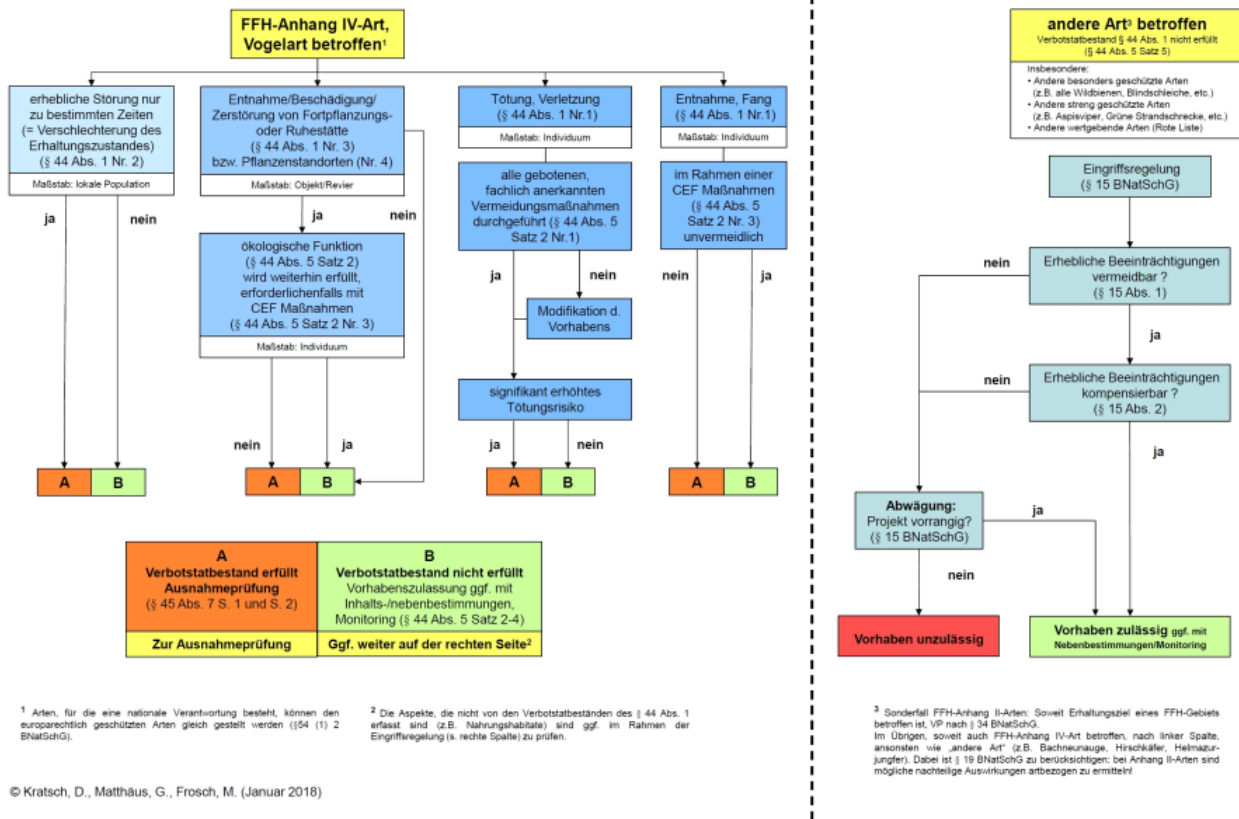 FFH-Anhang IV-Art,
Vogelart betroffen¹
erhebliche Störung nur
zu bestimmten Zeiten
(= Verschlechterung des
Erhaltungszustandes)
(§ 44 Abs. 1 Nr. 2)
Maßstab: lokale Population
ja
nein
Entnahme/Beschädigung/
Zerstörung von Fortpflanzungs-
oder Ruhestätte
(§ 44 Abs. 1 Nr. 3)
bzw. Pflanzenstandorten (Nr. 4)
Maßstab: Objekt/Revier
ja
nein
ökologische Funktion
(§ 44 Abs. 5 Satz 2)
wird weiterhin erfüllt,
erforderlichenfalls mit
CEF Maßnahmen
(§ 44 Abs. 5 Satz 2 Nr. 3)
Maßstab: Individuum
nein
ja
Tötung, Verletzung
(§ 44 Abs. 1 Nr.1)
Maßstab: Individuum
alle gebotenen,
fachlich anerkannten
Vermeidungsmaßnahmen
durchgeführt (§ 44 Abs. 5
Satz 2 Nr.1)
ja
nein
Modifikation d.
Vorhabens
signifikant erhöhtes
Tötungsrisiko
ja
nein
Entnahme, Fang
(§ 44 Abs. 1 Nr.1)
Maßstab: Individuum
im Rahmen einer
CEF Maßnahmen
(§ 44 Abs. 5
Satz 2 Nr. 3)
unvermeidlich
nein
ja
A B
A B
A B
A B
A
Verbotstatbestand erfüllt
Ausnahmeprüfung
(§ 45 Abs. 7 S. 1 und S. 2)
Zur Ausnahmeprüfung
B
Verbotstatbestand nicht erfüllt
Vorhabenszulassung ggf. mit
Inhalts-/nebenbestimmungen,
Monitoring (§ 44 Abs. 5 Satz 2-4)
Ggf. weiter auf der rechten Seite²
¹ Arten, für die eine nationale Verantwortung besteht, können den
europarechtlich geschützten Arten gleich gestellt werden (§54 (1) 2
BNatSchG).
² Die Aspekte, die nicht von den Verbotstatbeständen des § 44 Abs. 1
erfasst sind (z.B. Nahrungshabitate) sind ggf. im Rahmen der
Eingriffsregelung (s. rechte Spalte) zu prüfen.
© Kratsch, D., Matthäus, G., Frosch, M. (Januar 2018)
andere Art³ betroffen
Verbotstatbestand § 44 Abs. 1 nicht erfüllt
(§ 44 Abs. 5 Satz 5)
Insbesondere:
• Andere besonders geschützte Arten
(z.B. alle Wildbienen, Blindschleiche, etc.)
• Andere streng geschützte Arten
(z.B. Aspisviper, Grüne Strandschrecke, etc.)
• Andere wertgebende Arten (Rote Liste)
Eingriffsregelung
(§ 15 BNatSchG)
nein
Erhebliche Beeinträchtigungen
vermeidbar ?
(§ 15 Abs. 1)
ja
nein
Erhebliche Beeinträchtigungen
kompensierbar ?
(§ 15 Abs. 2)
ja
Abwägung:
Projekt vorrangig?
(§ 15 BNatSchG)
ja
nein
Vorhaben unzulässig
Vorhaben zulässig ggf. mit
Nebenbestimmungen/Monitoring
³ Sonderfall FFH-Anhang II-Arten: Soweit Erhaltungsziel eines FFH-Gebiets
betroffen ist, VP nach § 34 BNatSchG.
Im Übrigen, soweit auch FFH-Anhang IV-Art betroffen, nach linker Spalte,
ansonsten wie „andere Art“ (z.B. Bachneunauge, Hirschkäfer, Helmazur-
jungfer). Dabei ist § 19 BNatSchG zu berücksichtigen: bei Anhang II-Arten sind
mögliche nachteilige Auswirkungen artbezogen zu ermitteln!